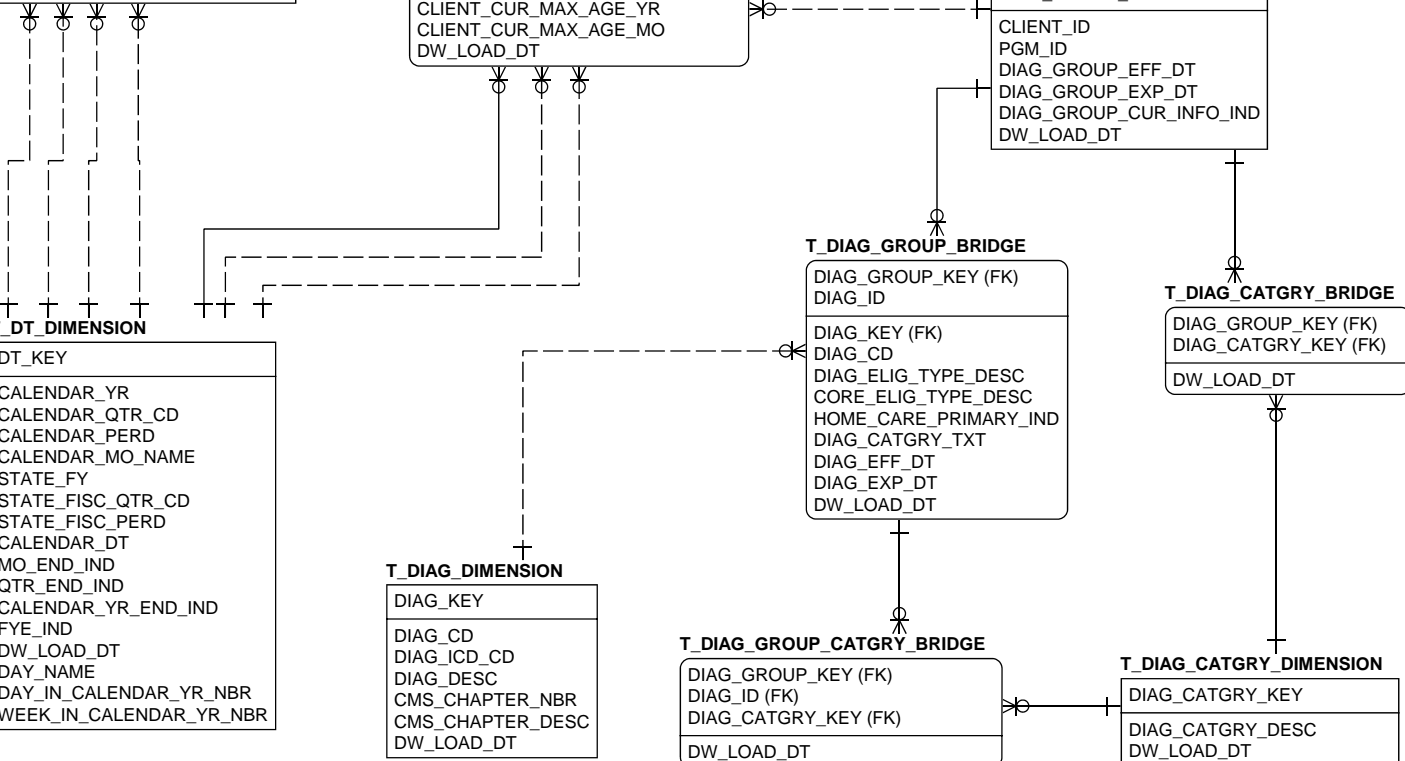 CLIENT_CUR_MAX_AGE_YR
CLIENT_CUR_MAX_AGE_MO
DW_LOAD_DT
CLIENT_ID
PGM_ID
DIAG_GROUP_EFF_DT
DIAG_GROUP_EXP_DT
DIAG_GROUP_CUR_INFO_IND
DW_LOAD_DT
T_DIAG_GROUP_BRIDGE
DIAG_GROUP_KEY (FK)
DIAG_ID
DIAG_KEY (FK)
DIAG_CD
DIAG_ELIG_TYPE_DESC
CORE_ELIG_TYPE_DESC
HOME_CARE_PRIMARY_IND
DIAG_CATGRY_TXT
DIAG_EFF_DT
DIAG_EXP_DT
DW_LOAD_DT
T_DIAG_CATGRY_BRIDGE
DIAG_GROUP_KEY (FK)
DIAG_CATGRY_KEY (FK)
DW_LOAD_DT
_DT_DIMENSION
DT_KEY
CALENDAR_YR
CALENDAR_QTR_CD
CALENDAR_PERD
CALENDAR_MO_NAME
STATE_FY
STATE_FISC_QTR_CD
STATE_FISC_PERD
CALENDAR_DT
MO_END_IND
QTR_END_IND
CALENDAR_YR_END_IND
FYE_IND
DW_LOAD_DT
DAY_NAME
DAY_IN_CALENDAR_YR_NBR
WEEK_IN_CALENDAR_YR_NBR
T_DIAG_DIMENSION
DIAG_KEY
DIAG_CD
DIAG_ICD_CD
DIAG_DESC
CMS_CHAPTER_NBR
CMS_CHAPTER_DESC
DW_LOAD_DT
T_DIAG_GROUP_CATGRY_BRIDGE
DIAG_GROUP_KEY (FK)
DIAG_ID (FK)
DIAG_CATGRY_KEY (FK)
DW_LOAD_DT
T_DIAG_CATGRY_DIMENSION
DIAG_CATGRY_KEY
DIAG_CATGRY_DESC
DW_LOAD_DT